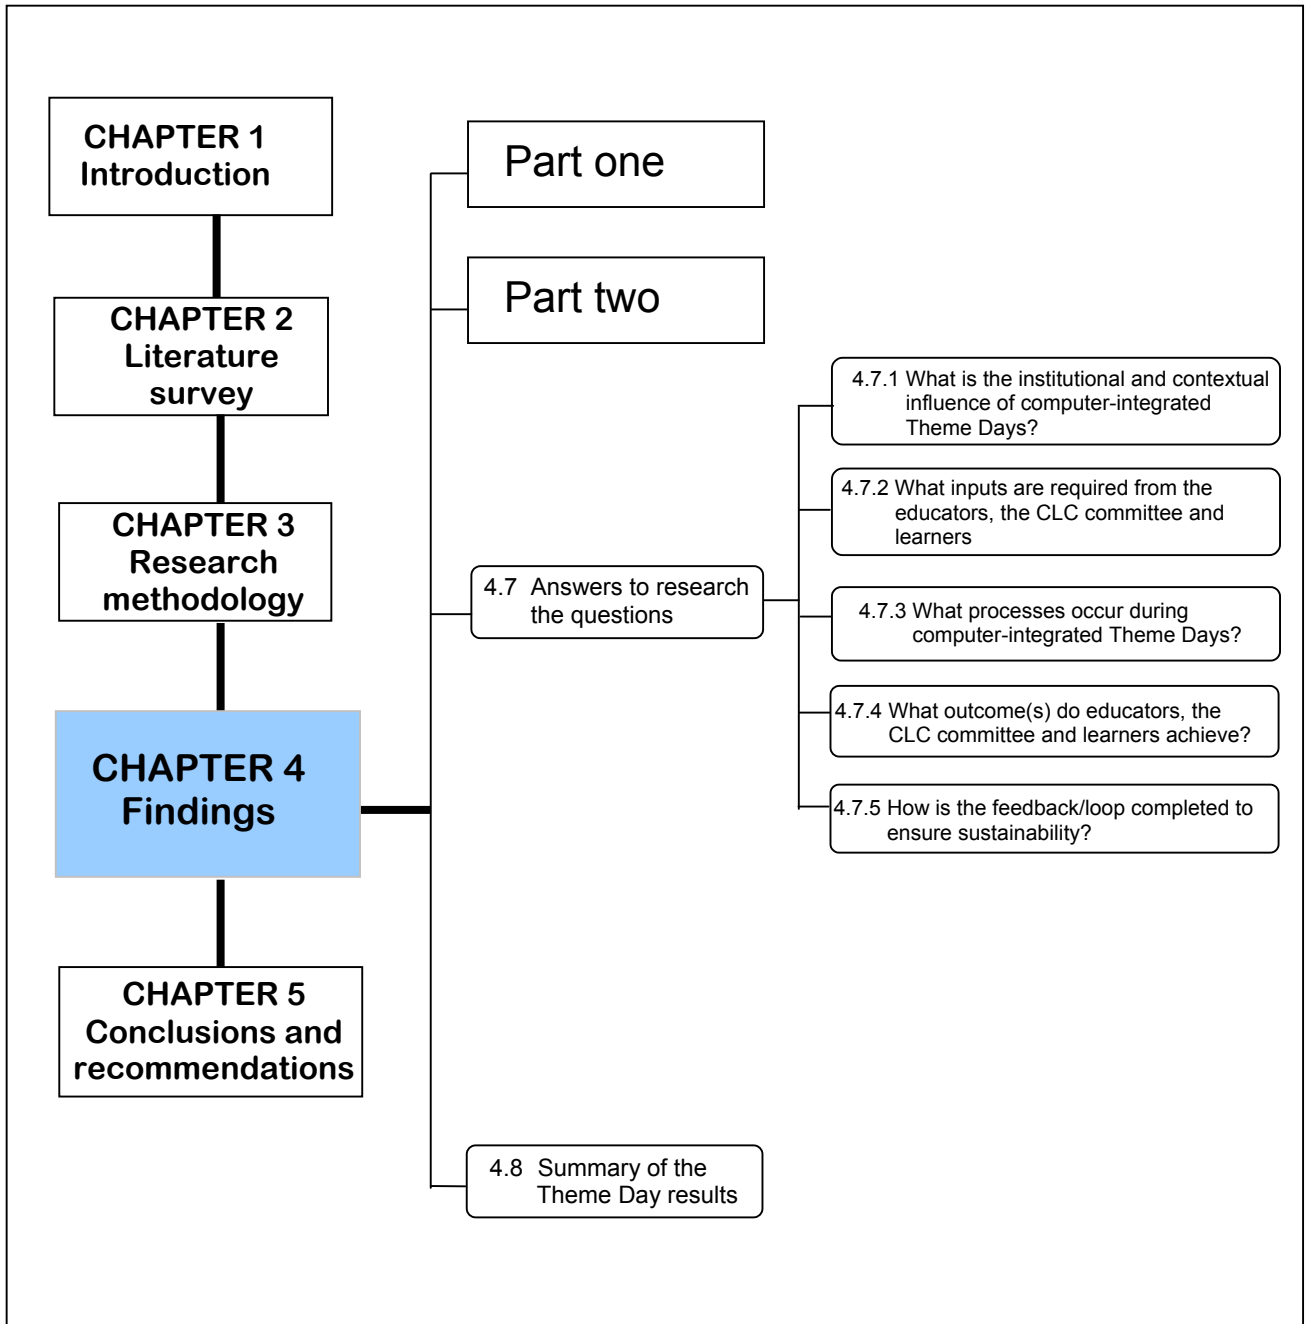 CHAPTER 1
Introduction
CHAPTER 2
Literature
survey
CHAPTER 3
Research
methodology
CHAPTER 4
Findings
CHAPTER 5
Conclusions and
recommendations
Part one
Part two
4.7 Answers to research
the questions
4.8 Summary of the
Theme Day results
4.7.1 What is the institutional and contextual
influence of computer-integrated
Theme Days?
4.7.2 What inputs are required from the
educators, the CLC committee and
learners
4.7.3 What processes occur during
computer-integrated Theme Days?
4.7.4 What outcome(s) do educators, the
CLC committee and learners achieve?
4.7.5 How is the feedback/loop completed to
ensure sustainability?